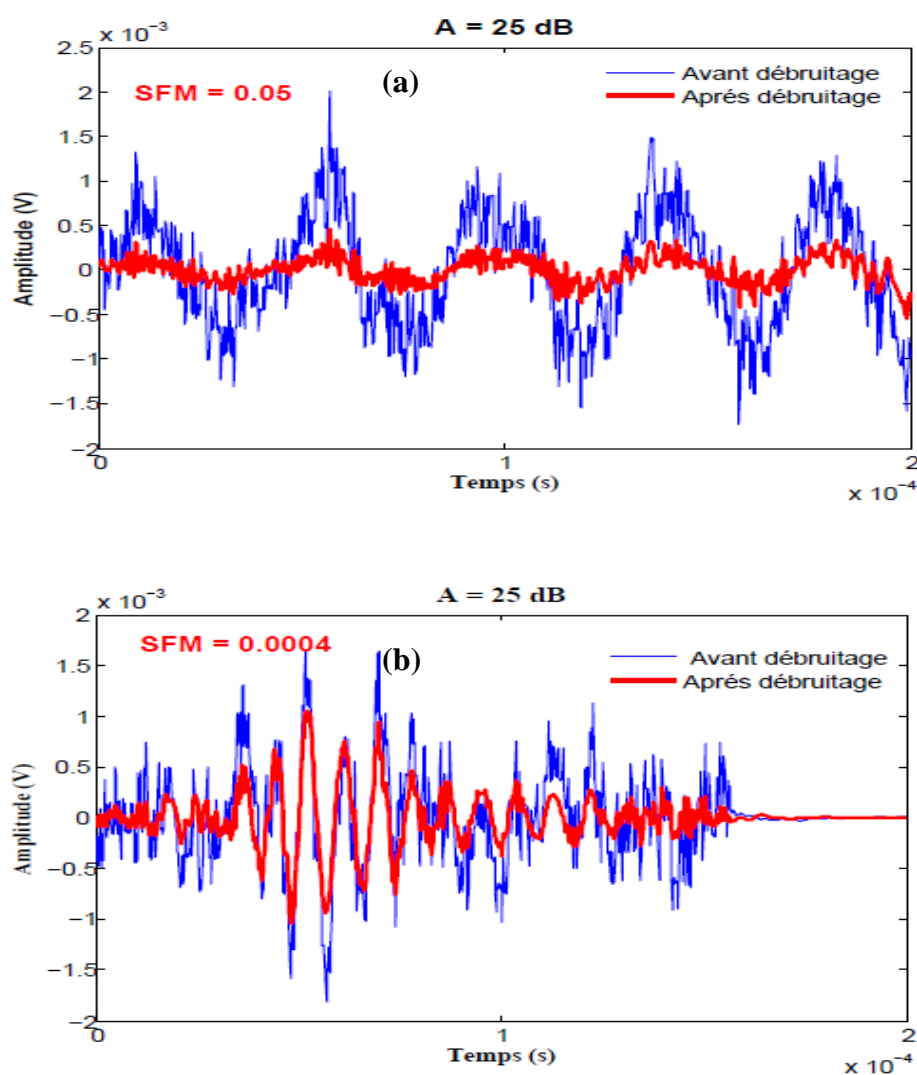 A = 25 dB
x 10⁻³
(a)
SFM = 0.05
Avant débruitage
Aprés débruitage
2.5
2
1.5
1
0.5
0
−0.5
−1
−1.5
−2
Amplitude (V)
0 1 2
Temps (s)
x 10⁻⁴
A = 25 dB
x 10⁻³
SFM = 0.0004
(b)
Avant débruitage
Aprés débruitage
2
1.5
1
0.5
0
−0.5
−1
−1.5
−2
Amplitude (V)
0 1 2
Temps (s)
x 10⁻⁴